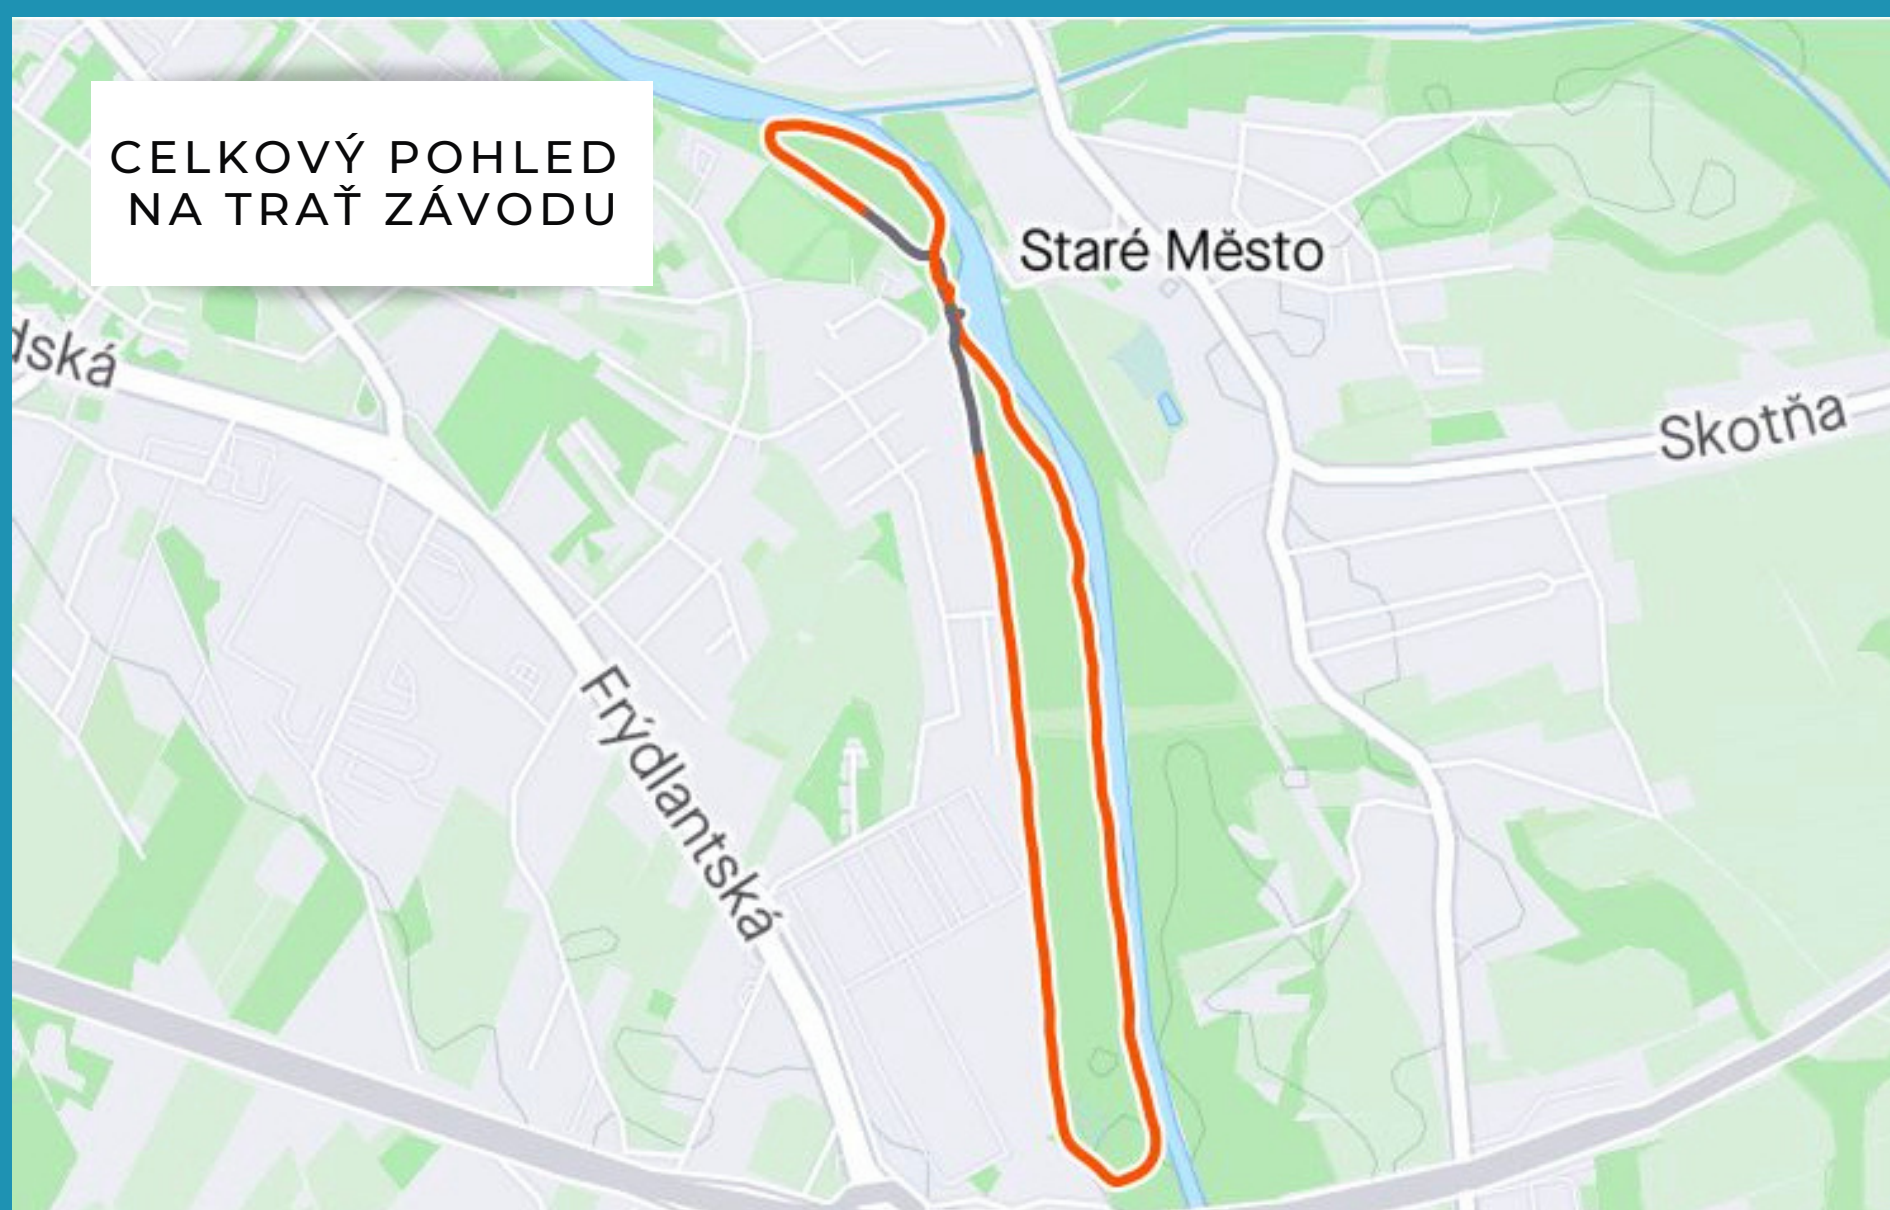 CELKOVÝ POHLED
NA TRAŤ ZÁVODU
Staré Město
dská
Skotňa
Frýdlantská